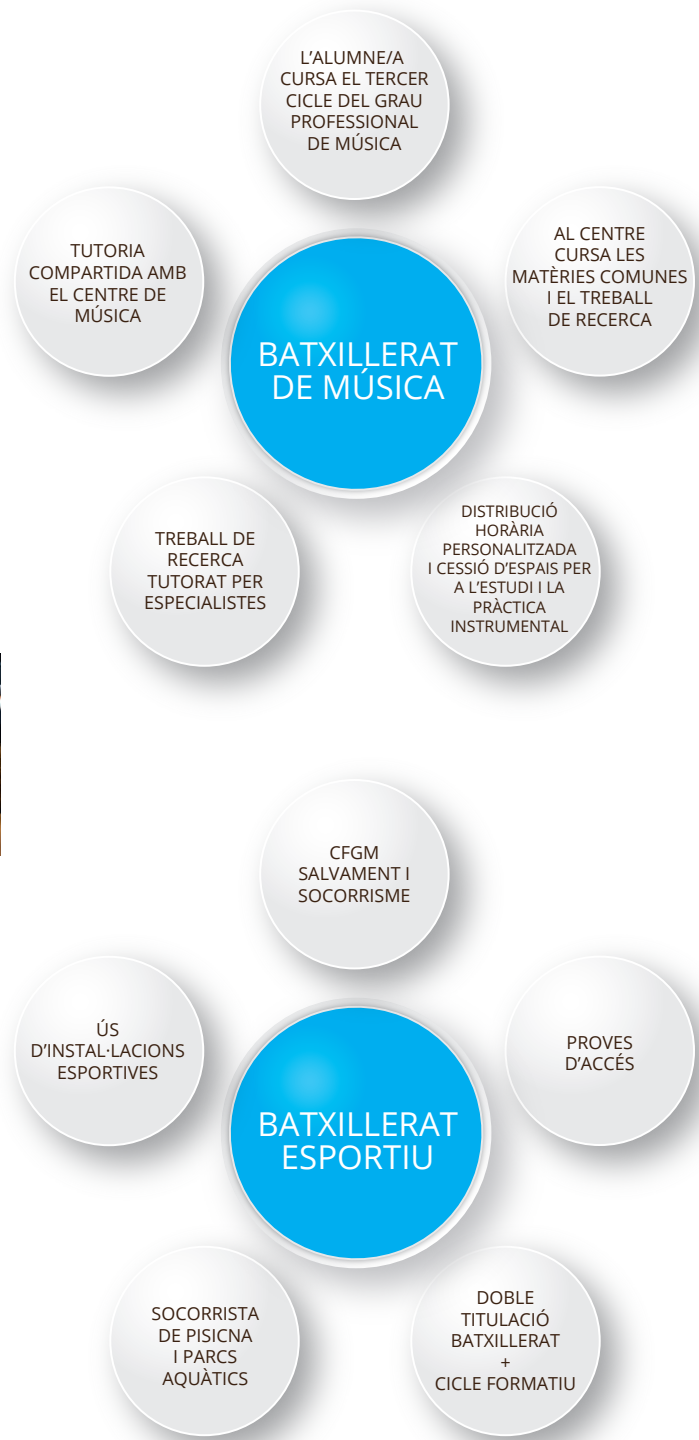 L'ALUMNE/A
CURSA EL TERCER
CICLE DEL GRAU
PROFESSIONAL
DE MÚSICA
TUTORIA
COMPARTIDA AMB
EL CENTRE DE
MÚSICA
AL CENTRE
CURSA LES
MATÈRIES COMUNES
I EL TREBALL
DE RECERCA
BATXILLERAT
DE MÚSICA
TREBALL DE
RECERCA
TUTORAT PER
ESPECIALISTES
DISTRIBUCIÓ
HORÀRIA
PERSONALITZADA
I CESSIÓ D'ESPAIS PER
A L'ESTUDI I LA
PRÀCTICA
INSTRUMENTAL
CFGM
SALVAMENT I
SOCORRISME
ÚS
D'INSTAL·LACIONS
ESPORTIVES
PROVES
D'ACCÉS
BATXILLERAT
ESPORTIU
SOCORRISTA
DE PISICNA
I PARCS
AQUÀTICS
DOBLE
TITULACIÓ
BATXILLERAT
+
CICLE FORMATIU